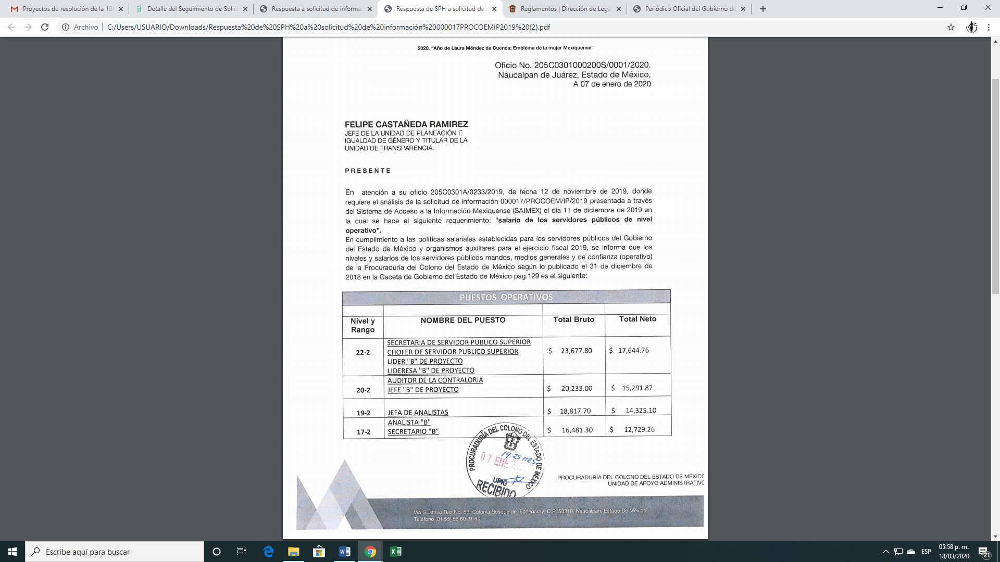 Proyectos de resolución de la 10
Detalle del Seguimiento de Solici
Respuesta a solicitud de informa
Respuesta de SPH a solicitud de
Reglamentos | Dirección de Lega
Periódico Oficial del Gobierno de
Archivo
C:/Users/USUARIO/Downloads/Respuesta%20de%20SPH%20a%20solicitud%20de%20información%20000017PROCOEMIP2019%20(2).pdf
2020. “Año de Laura Méndez de Cuenca; Emblema de la mujer Mexiquense”
Oficio No. 205C0301000200S/0001/2020.
Naucalpan de Juárez, Estado de México,
A 07 de enero de 2020
FELIPE CASTAÑEDA RAMIREZ
JEFE DE LA UNIDAD DE PLANEACIÓN E
IGUALDAD DE GÉNERO Y TITULAR DE LA
UNIDAD DE TRANSPARENCIA.
P R E S E N T E
En atención a su oficio 205C0301A/0233/2019, de fecha 12 de noviembre de 2019, donde
requiere el análisis de la solicitud de información 000017/PROCOEM/IP/2019 presentada a través
del Sistema de Acceso a la Información Mexiquense (SAIMEX) el día 11 de diciembre de 2019 en
la cual se hace el siguiente requerimiento: “salario de los servidores públicos de nivel
operativo”.
En cumplimiento a las políticas salariales establecidas para los servidores públicos del Gobierno
del Estado de México y organismos auxiliares para el ejercicio fiscal 2019, se informa que los
niveles y salarios de los servidores públicos mandos, medios generales y de confianza (operativo)
de la Procuraduría del Colono del Estado de México según lo publicado el 31 de diciembre de
2018 en la Gaceta de Gobierno del Estado de México pag.129 es el siguiente:
PUESTOS OPERATIVOS
Nivel y Rango NOMBRE DEL PUESTO Total Bruto Total Neto
SECRETARIA DE SERVIDOR PUBLICO SUPERIOR
22-2 CHOFER DE SERVIDOR PUBLICO SUPERIOR $ 23,677.80 $ 17,644.76
LIDER "B" DE PROYECTO
LIDERESA "B" DE PROYECTO
AUDITOR DE LA CONTRALORIA
20-2 JEFE "B" DE PROYECTO $ 20,233.00 $ 15,291.87
19-2 JEFA DE ANALISTAS $ 18,817.70 $ 14,325.10
ANALISTA "B"
17-2 SECRETARIO "B" $ 16,481.30 $ 12,729.26
PROCURADURÍA DEL COLONO DEL ESTADO DE MÉXICO
14:25 HRS
07 ENE
UPIG
RECIBIDO
PROCURADURÍA DEL COLONO DEL ESTADO DE MÉXICO
UNIDAD DE APOYO ADMINISTRATIVO
Vía Gustavo Baz No. 56, Colonia Bosque de Echegaray, C.P. 53310, Naucalpan, Estado De México.
Teléfono (01 55) 53 60 21 60
Escribe aquí para buscar
ESP
05:58 p. m.
18/03/2020
21